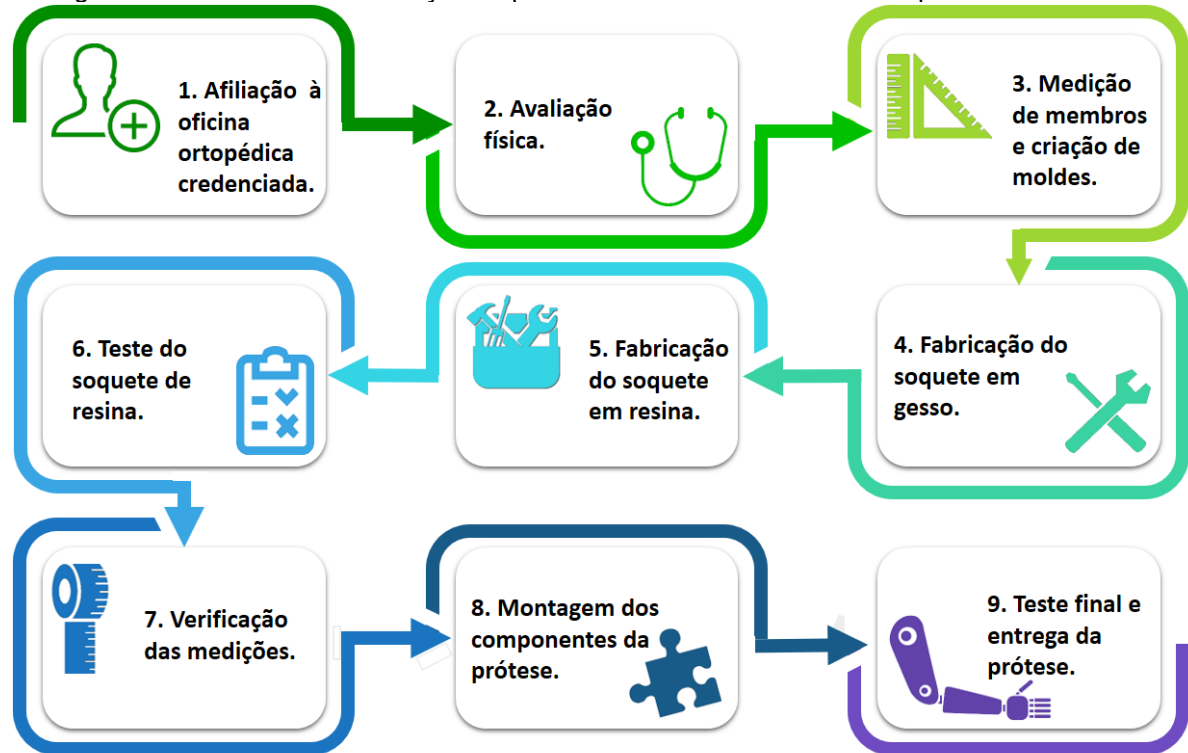 1. Afiliação à
oficina
ortopédica
credenciada.
2. Avaliação
física.
3. Medição
de membros
e criação de
moldes.
4. Fabricação do
soquete em
gesso.
5. Fabricação
do soquete
em resina.
6. Teste do
soquete de
resina.
7. Verificação
das medições.
8. Montagem dos
componentes da
prótese.
9. Teste final e
entrega da
prótese.